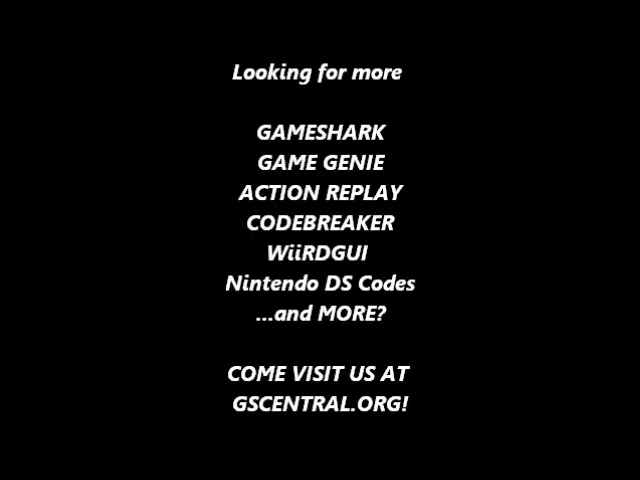 Looking for more
GAMESHARK
GAME GENIE
ACTION REPLAY
CODEBREAKER
WiiRDGUI
Nintendo DS Codes
...and MORE?
COME VISIT US AT
GSCENTRAL.ORG!